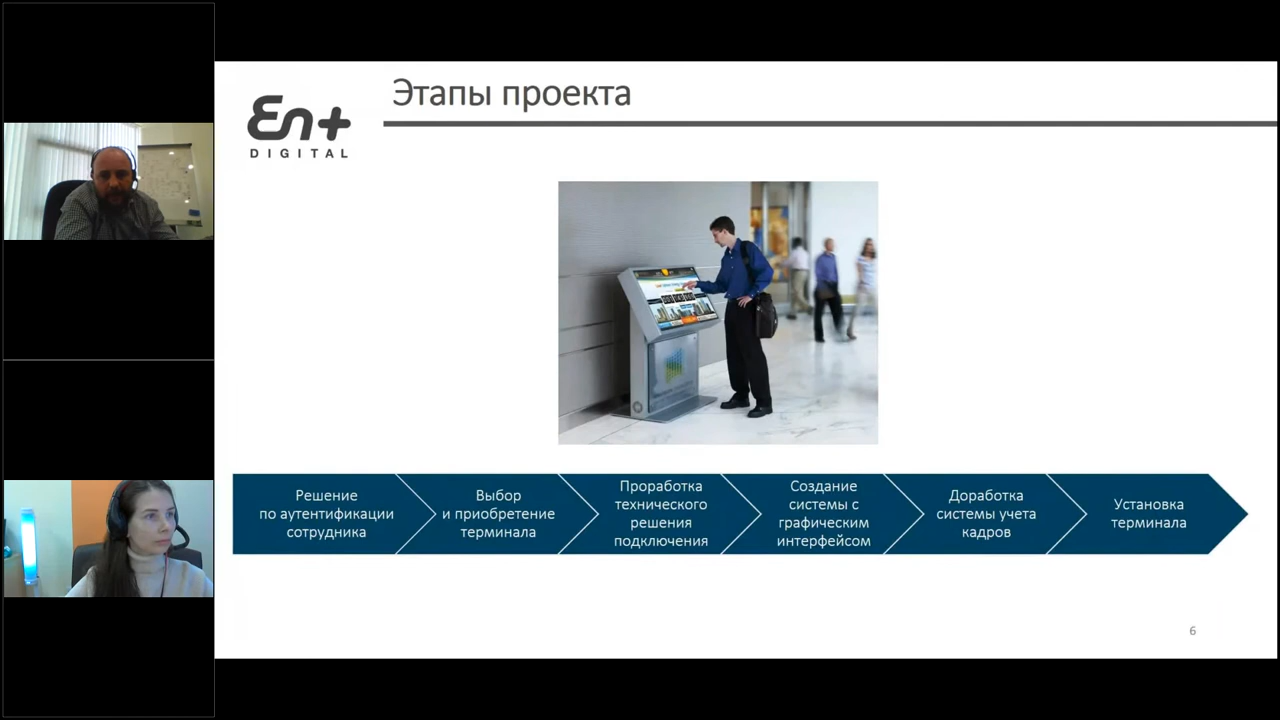 Этапы проекта
En+
DIGITAL
Решение
по аутентификации
сотрудника
Выбор
и приобретение
терминала
Проработка
технического
решения
подключения
Создание
системы с
графическим
интерфейсом
Доработка
системы учета
кадров
Установка
терминала
6